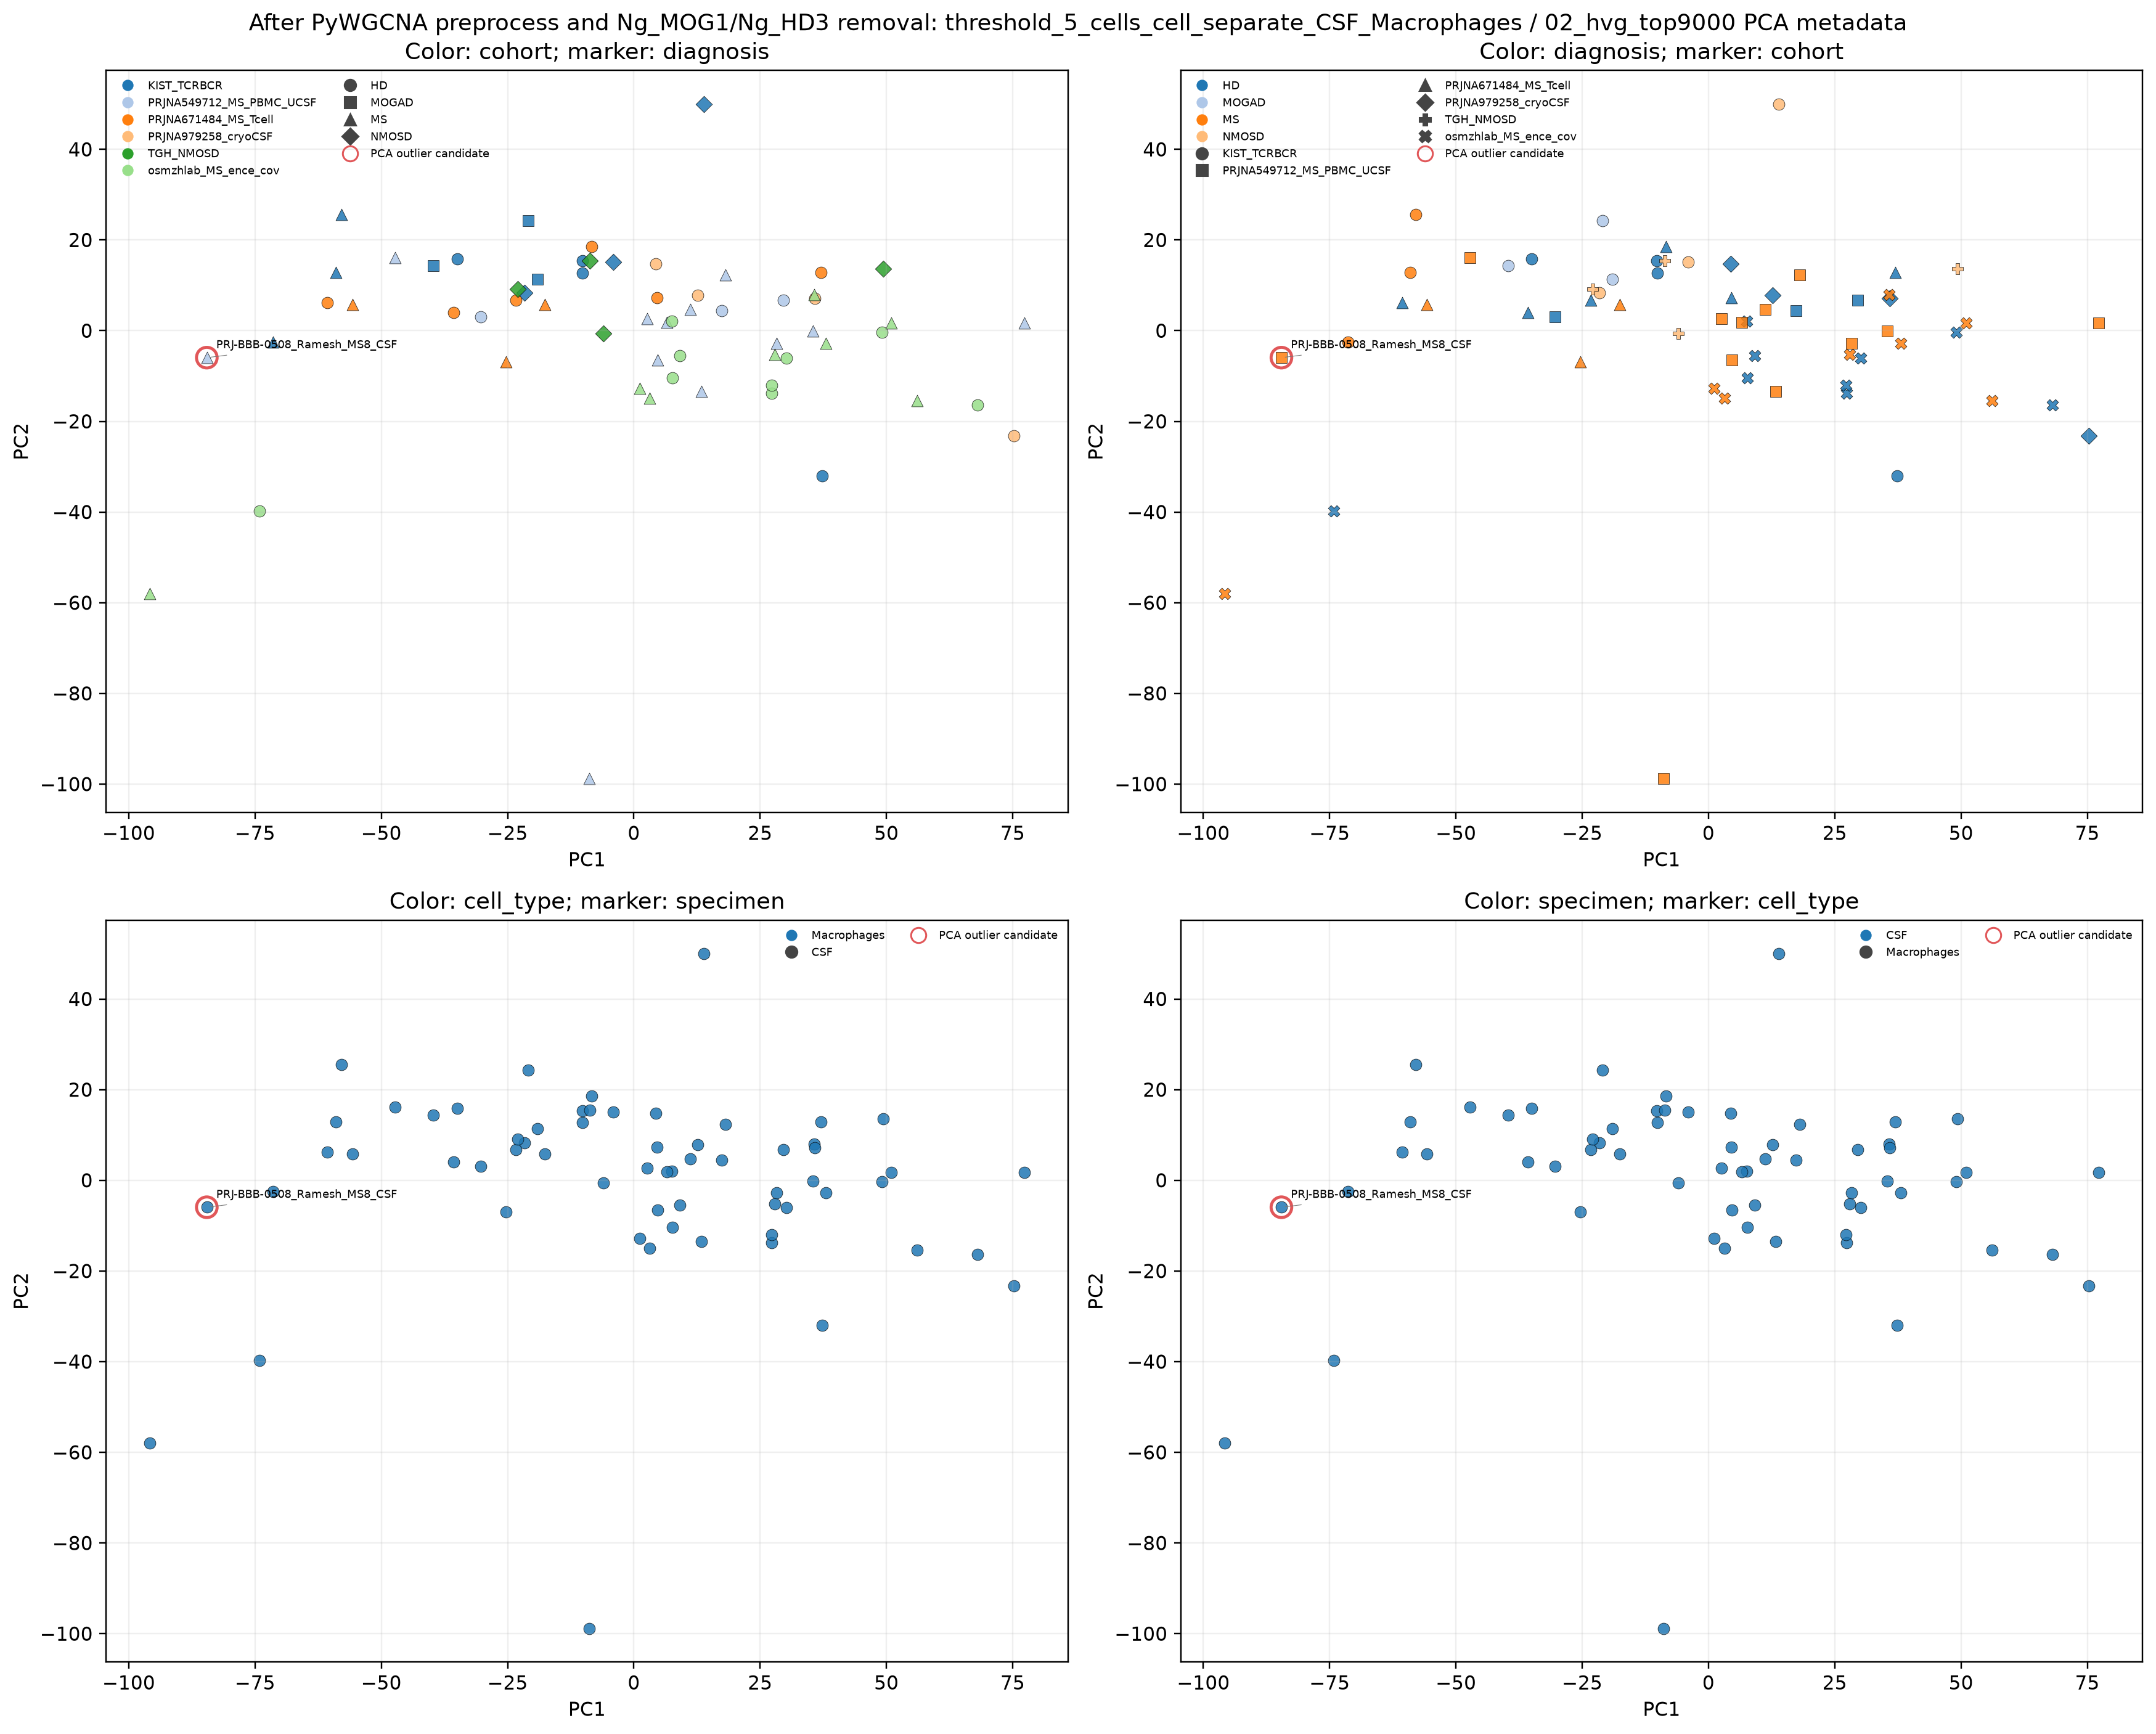 After PyWGCNA preprocess and Ng_MOG1/Ng_HD3 removal: threshold_5_cells_cell_separate_CSF_Macrophages / 02_hvg_top9000 PCA metadata
Color: cohort; marker: diagnosis
KIST_TCRBCR
PRJNA549712_MS_PBMC_UCSF
PRJNA671484_MS_Tcell
PRJNA979258_cryoCSF
TGH_NMOSD
osmzhlab_MS_ence_cov
HD
MOGAD
MS
NMOSD
PCA outlier candidate
PRJ-BBB-0508_Ramesh_MS8_CSF
PC2
40
20
0
−20
−40
−60
−80
−100
−100 −75 −50 −25 0 25 50 75
PC1
Color: diagnosis; marker: cohort
HD
MOGAD
MS
NMOSD
KIST_TCRBCR
PRJNA549712_MS_PBMC_UCSF
PRJNA671484_MS_Tcell
PRJNA979258_cryoCSF
TGH_NMOSD
osmzhlab_MS_ence_cov
PCA outlier candidate
PRJ-BBB-0508_Ramesh_MS8_CSF
PC2
40
20
0
−20
−40
−60
−80
−100
−100 −75 −50 −25 0 25 50 75
PC1
Color: cell_type; marker: specimen
Macrophages
CSF
PCA outlier candidate
PRJ-BBB-0508_Ramesh_MS8_CSF
PC2
40
20
0
−20
−40
−60
−80
−100
−100 −75 −50 −25 0 25 50 75
PC1
Color: specimen; marker: cell_type
CSF
Macrophages
PCA outlier candidate
PRJ-BBB-0508_Ramesh_MS8_CSF
PC2
40
20
0
−20
−40
−60
−80
−100
−100 −75 −50 −25 0 25 50 75
PC1